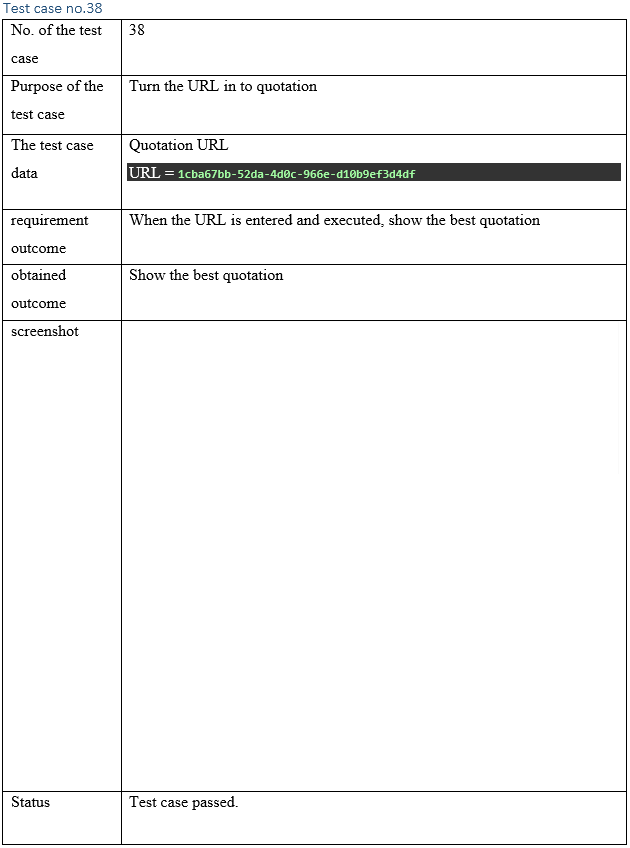 Test case no.38
No. of the test
case
38
Purpose of the
test case
Turn the URL in to quotation
The test case
data
Quotation URL
URL = 1cba67bb-52da-4d0c-966e-d10b9ef3d4df
requirement
outcome
When the URL is entered and executed, show the best quotation
obtained
outcome
Show the best quotation
screenshot
Status
Test case passed.